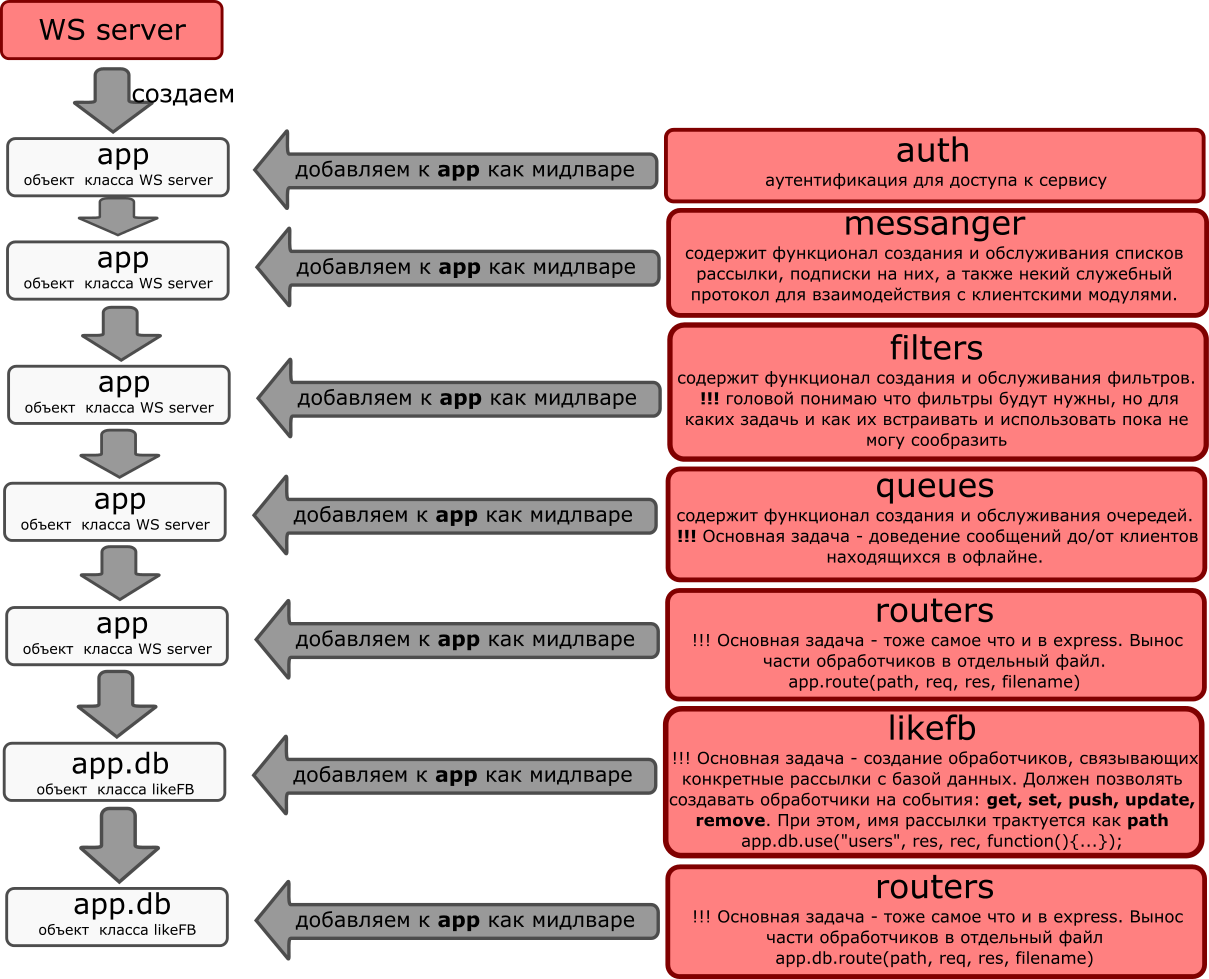 WS server
создаем
app
объект класса WS server
добавляем к app как мидлваре
auth
аутентификация для доступа к сервису
app
объект класса WS server
добавляем к app как мидлваре
messanger
содержит функционал создания и обслуживания списков
рассылки, подписки на них, а также некий служебный
протокол для взаимодействия с клиентскими модулями.
app
объект класса WS server
добавляем к app как мидлваре
filters
содержит функционал создания и обслуживания фильтров.
!!! головой понимаю что фильтры будут нужны, но для
каких задачь и как их встраивать и использовать пока не
могу сообразить
app
объект класса WS server
добавляем к app как мидлваре
queues
содержит функционал создания и обслуживания очередей.
!!! Основная задача - доведение сообщений до/от клиентов
находящихся в офлайне.
app
объект класса WS server
добавляем к app как мидлваре
routers
!!! Основная задача - тоже самое что и в express. Вынос
части обработчиков в отдельный файл.
app.route(path, req, res, filename)
app.db
объект класса likeFB
добавляем к app как мидлваре
likefb
!!! Основная задача - создание обработчиков, связывающих
конкретные рассылки с базой данных. Должен позволять
создавать обработчики на события: get, set, push, update,
remove. При этом, имя рассылки трактуется как path
app.db.use("users", res, rec, function(){...});
app.db
объект класса likeFB
добавляем к app как мидлваре
routers
!!! Основная задача - тоже самое что и в express. Вынос
части обработчиков в отдельный файл
app.db.route(path, req, res, filename)